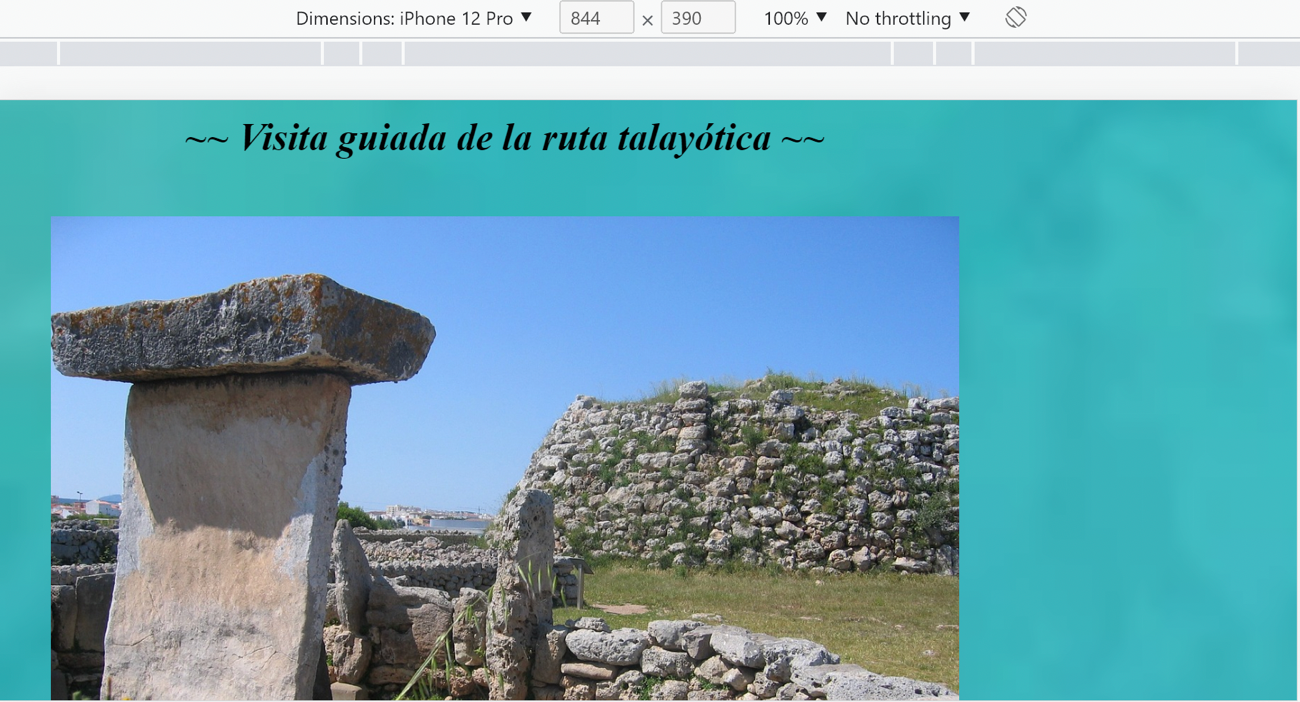 Dimensions: iPhone 12 Pro ▼ 844 × 390 100% ▼ No throttling ▼
~~ Visita guiada de la ruta talayótica ~~